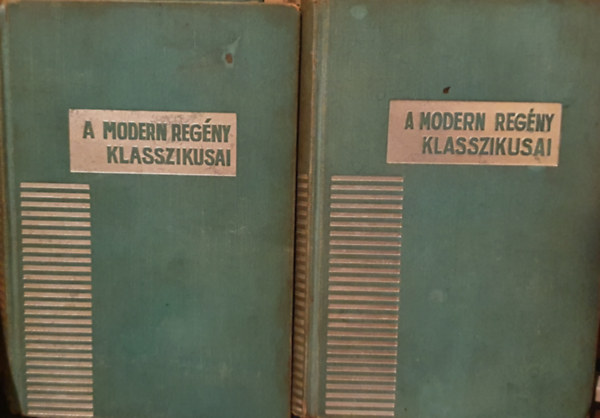 A MODERN REGÉNY
KLASSZIKUSAI
A MODERN REGÉNY
KLASSZIKUSAI